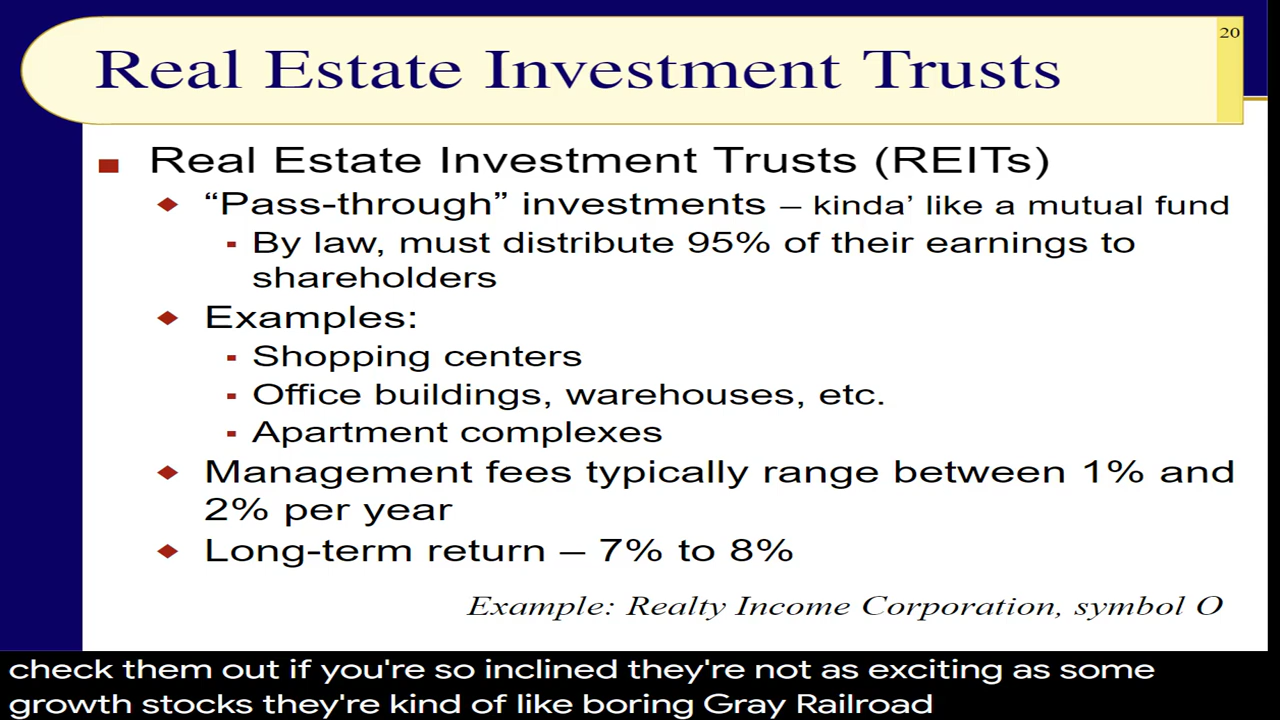 20
Real Estate Investment Trusts
Real Estate Investment Trusts (REITs)
“Pass-through” investments – kinda’ like a mutual fund
By law, must distribute 95% of their earnings to
shareholders
Examples:
Shopping centers
Office buildings, warehouses, etc.
Apartment complexes
Management fees typically range between 1% and
2% per year
Long-term return – 7% to 8%
Example: Realty Income Corporation, symbol O
check them out if you're so inclined they're not as exciting as some
growth stocks they're kind of like boring Gray Railroad